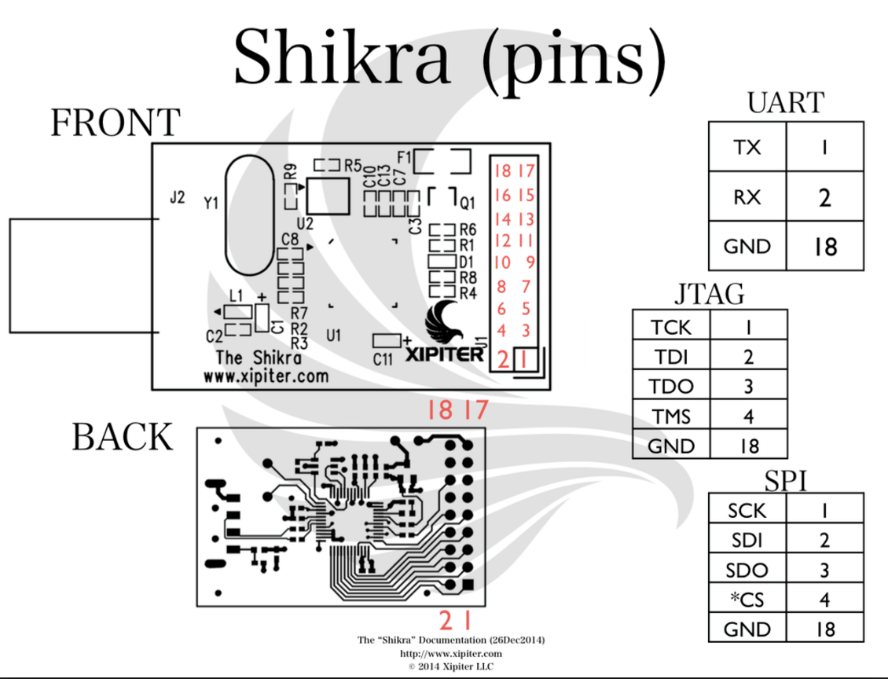 Shikra (pins)
FRONT
J2
Y1
R9
R5
U2
C10
C13
C7
C3
F1
Q1
R6
R1
D1
R8
R4
C8
L1
+
C1
C2
R7
R2
R3
U1
C11
+
XIPITER
J1
The Shikra
www.xipiter.com
18 17
16 15
14 13
12 11
10 9
8 7
6 5
4 3
2 1
BACK
18 17
2 1
UART
TX 1
RX 2
GND 18
JTAG
TCK 1
TDI 2
TDO 3
TMS 4
GND 18
SPI
SCK 1
SDI 2
SDO 3
*CS 4
GND 18
The "Shikra" Documentation (26Dec2014)
http://www.xipiter.com
© 2014 Xipiter LLC